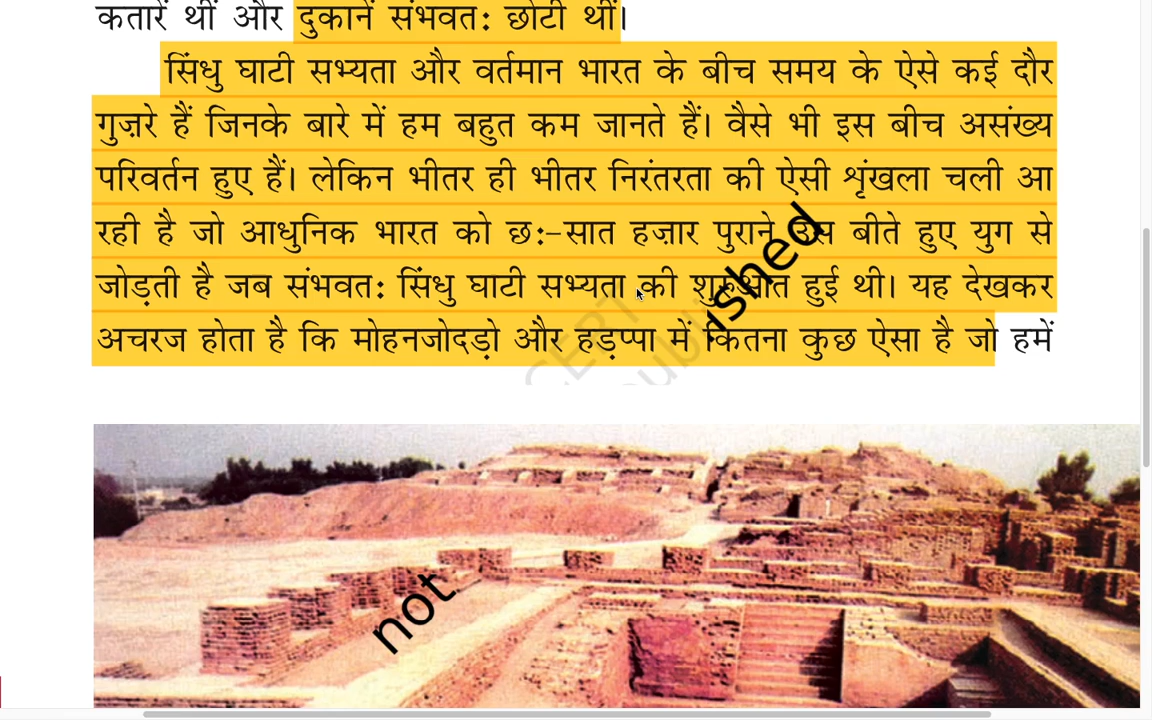 कतारें थीं और दुकानें संभवत: छोटी थीं।
सिंधु घाटी सभ्यता और वर्तमान भारत के बीच समय के ऐसे कई दौर
गुज़रे हैं जिनके बारे में हम बहुत कम जानते हैं। वैसे भी इस बीच असंख्य
परिवर्तन हुए हैं। लेकिन भीतर ही भीतर निरंतरता की ऐसी शृंखला चली आ
रही है जो आधुनिक भारत को छ:-सात हज़ार पुराने उस बीते हुए युग से
जोड़ती है जब संभवत: सिंधु घाटी सभ्यता की शुरुआत हुई थी। यह देखकर
अचरज होता है कि मोहनजोदड़ो और हड़प्पा में कितना कुछ ऐसा है जो हमें
not